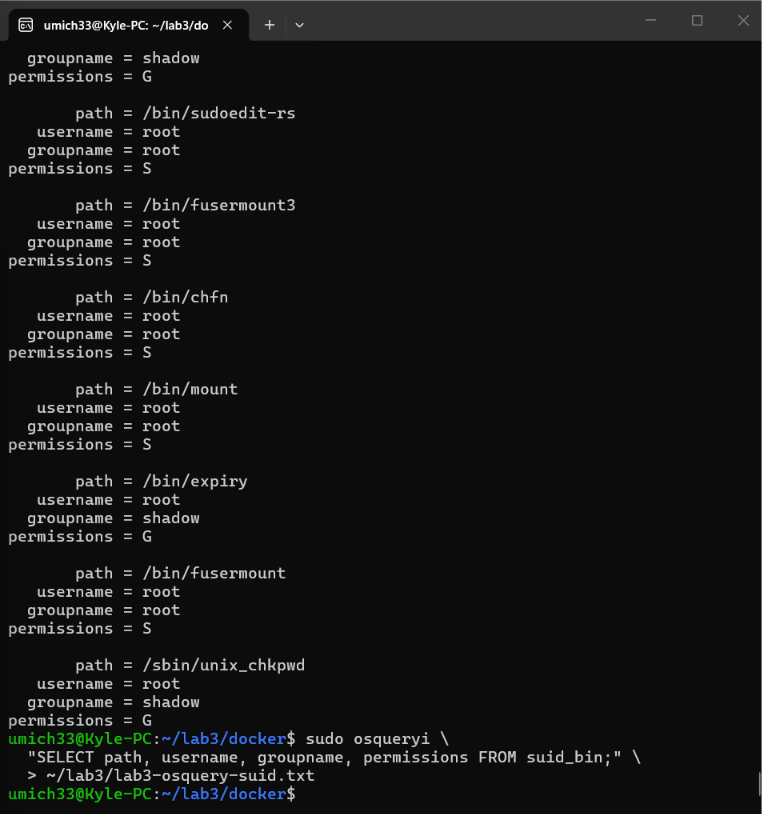 umich33@Kyle-PC: ~/lab3/do
groupname = shadow
permissions = G
path = /bin/sudoedit-rs
username = root
groupname = root
permissions = S
path = /bin/fusermount3
username = root
groupname = root
permissions = S
path = /bin/chfn
username = root
groupname = root
permissions = S
path = /bin/mount
username = root
groupname = root
permissions = S
path = /bin/expiry
username = root
groupname = shadow
permissions = G
path = /bin/fusermount
username = root
groupname = root
permissions = S
path = /sbin/unix_chkpwd
username = root
groupname = shadow
permissions = G
umich33@Kyle-PC:~/lab3/docker$ sudo osqueryi \
"SELECT path, username, groupname, permissions FROM suid_bin;" \
> ~/lab3/lab3-osquery-suid.txt
umich33@Kyle-PC:~/lab3/docker$